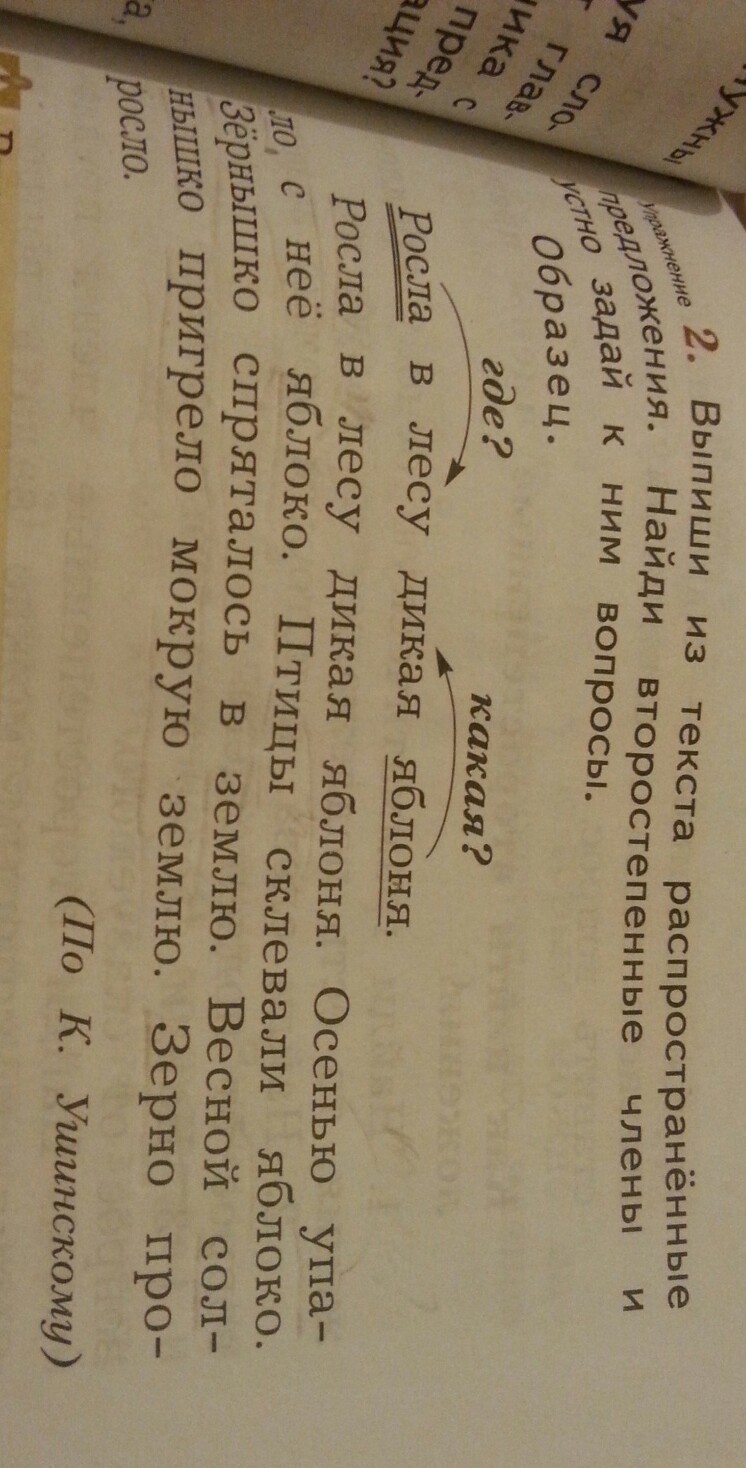 упражнение 2. Выпиши из текста распространённые
предложения. Найди второстепенные члены и
устно задай к ним вопросы.
Образец.
где? какая?
Росла в лесу дикая яблоня.
Росла в лесу дикая яблоня. Осенью упа-
ло с неё яблоко. Птицы склевали яблоко.
Зёрнышко спряталось в землю. Весной сол-
нышко пригрело мокрую землю. Зерно про-
росло.
(По К. Ушинскому)